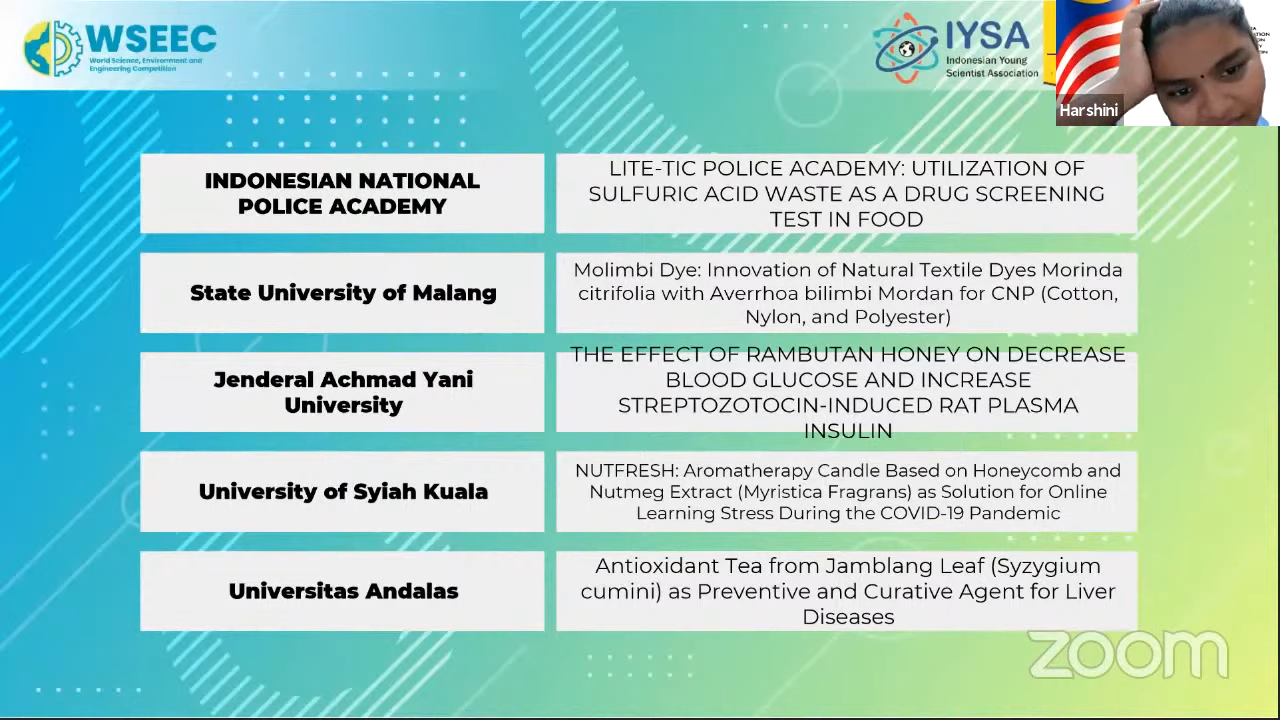 WSEEC
World Science, Environment and
Engineering Competition
IYSA
Indonesian Young
Scientist Association
Harshini
INDONESIAN NATIONAL
POLICE ACADEMY
LITE-TIC POLICE ACADEMY: UTILIZATION OF
SULFURIC ACID WASTE AS A DRUG SCREENING
TEST IN FOOD
State University of Malang
Molimbi Dye: Innovation of Natural Textile Dyes Morinda
citrifolia with Averrhoa bilimbi Mordan for CNP (Cotton,
Nylon, and Polyester)
Jenderal Achmad Yani
University
THE EFFECT OF RAMBUTAN HONEY ON DECREASE
BLOOD GLUCOSE AND INCREASE
STREPTOZOTOCIN-INDUCED RAT PLASMA
INSULIN
University of Syiah Kuala
NUTFRESH: Aromatherapy Candle Based on Honeycomb and
Nutmeg Extract (Myristica Fragrans) as Solution for Online
Learning Stress During the COVID-19 Pandemic
Universitas Andalas
Antioxidant Tea from Jamblang Leaf (Syzygium
cumini) as Preventive and Curative Agent for Liver
Diseases
zoom